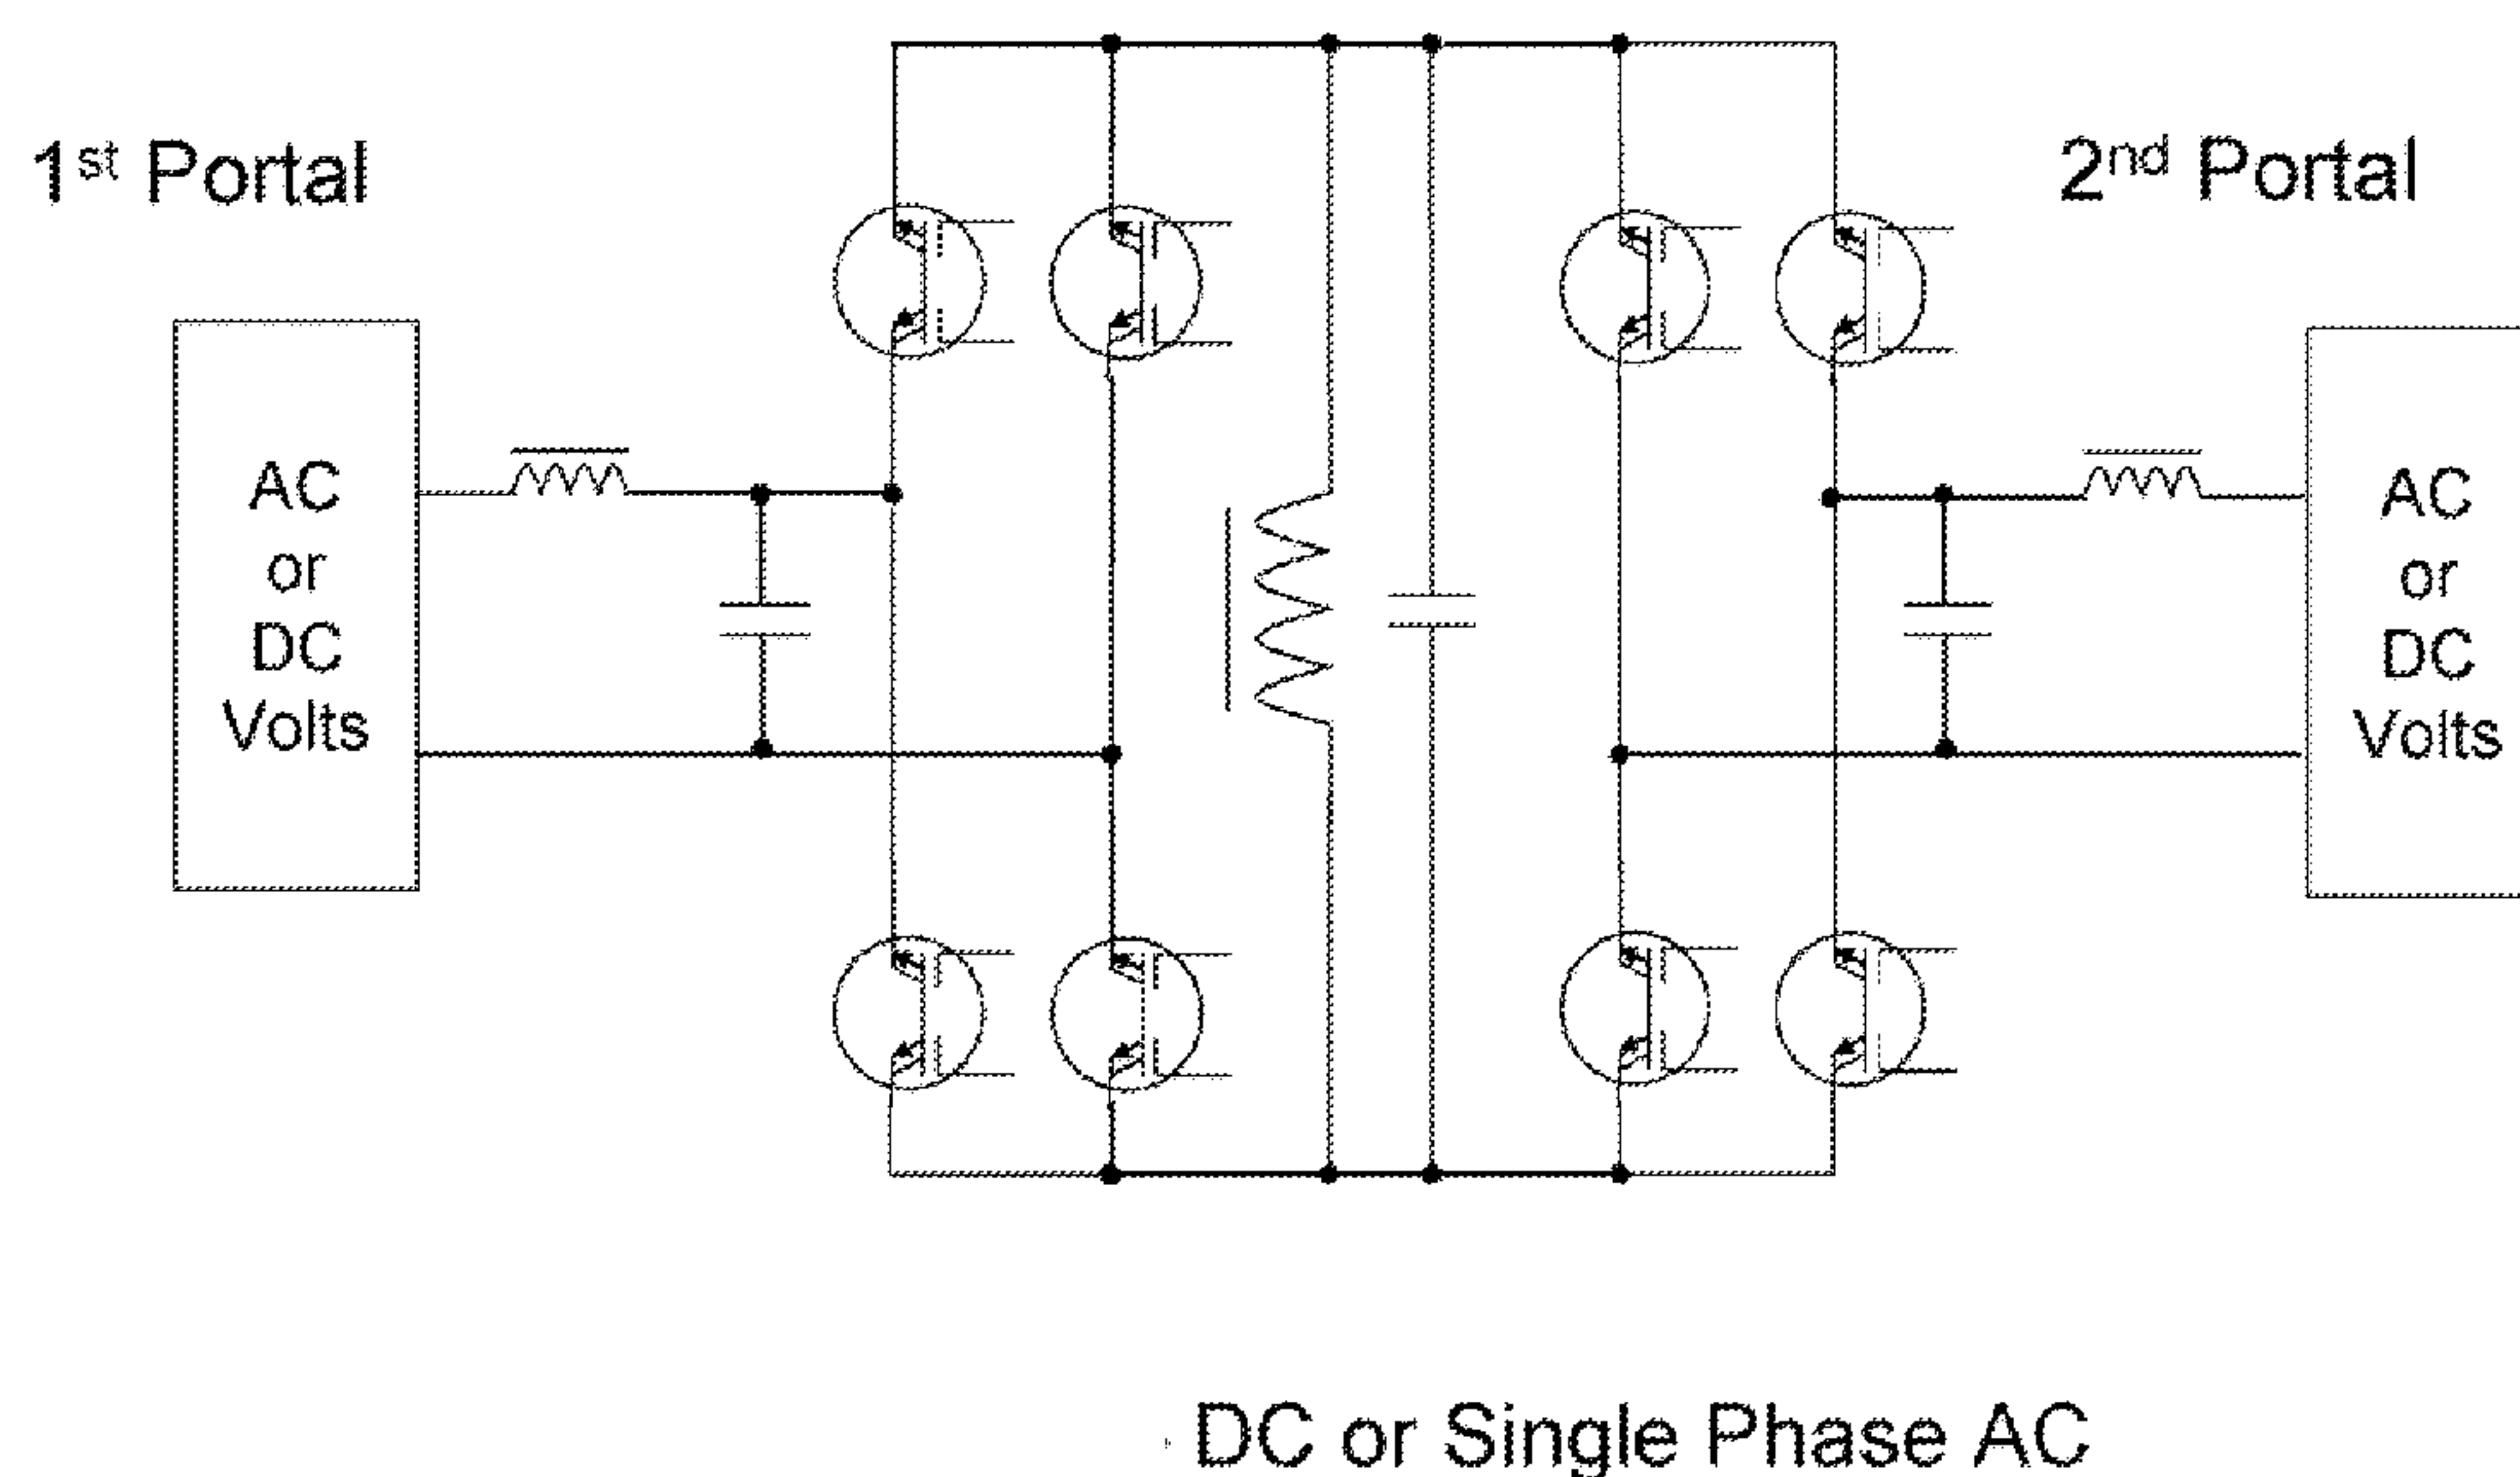 1st Portal
2nd Portal
AC
or
DC
Volts
AC
or
DC
Volts
DC or Single Phase AC